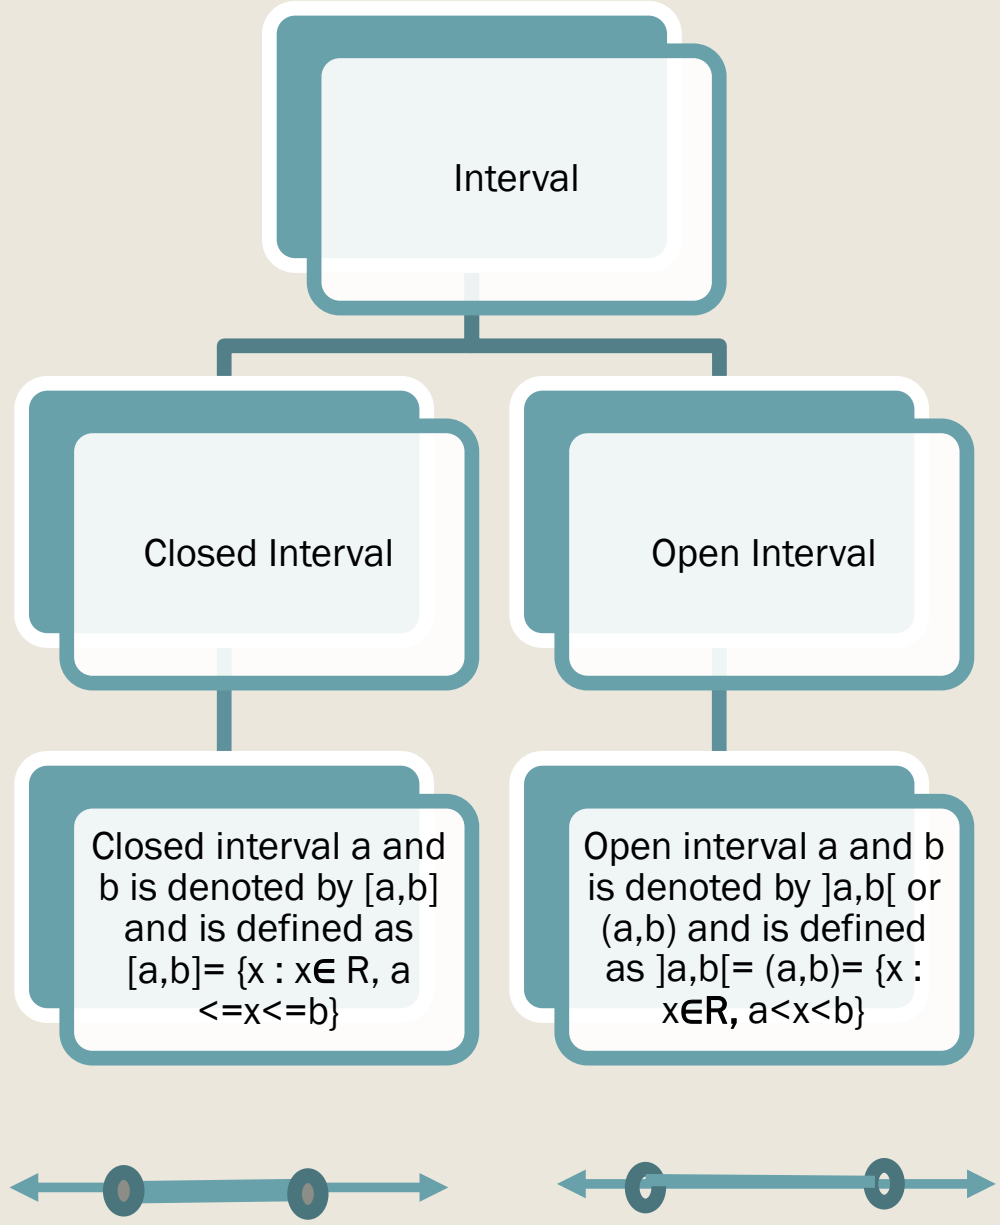 Interval
Closed Interval
Open Interval
Closed interval a and
b is denoted by [a,b]
and is defined as
[a,b]= {x : x∈ R, a
<=x<=b}
Open interval a and b
is denoted by ]a,b[ or
(a,b) and is defined
as ]a,b[= (a,b)= {x :
x∈R, a<x<b}